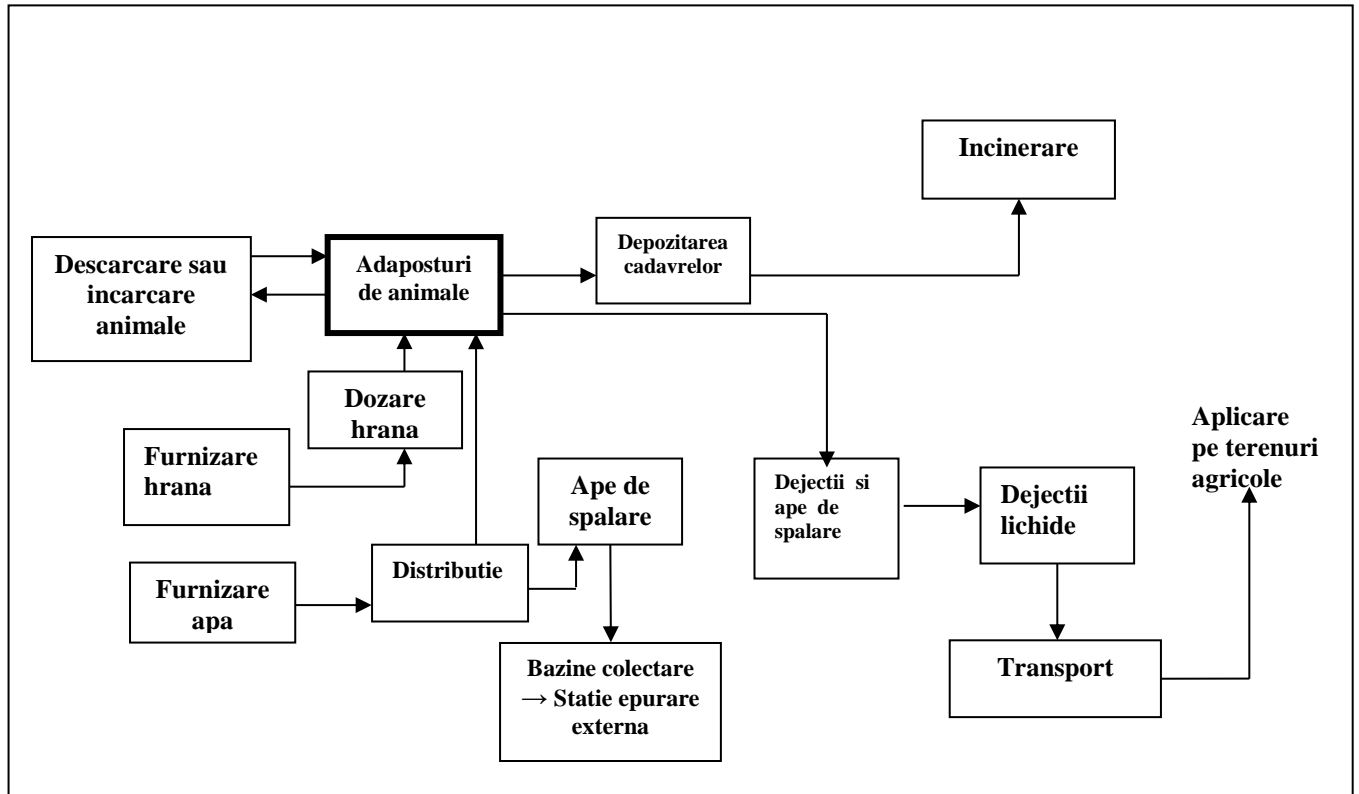 Incinerare
Descarcare sau
incarcare
animale
Adaposturi
de animale
Depozitarea
cadavrelor
Dozare
hrana
Furnizare
hrana
Aplicare
pe terenuri
agricole
Ape de
spalare
Dejectii si
ape de
spalare
Dejectii
lichide
Distributie
Furnizare
apa
Bazine colectare
→ Statie epurare
externa
Transport